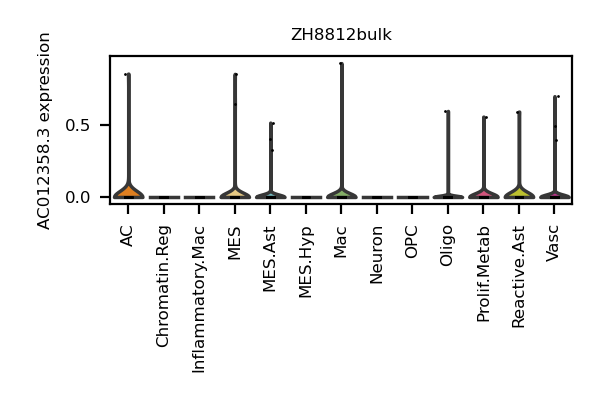 ZH8812bulk
AC012358.3 expression
0.5
0.0
AC
Chromatin.Reg
Inflammatory.Mac
MES
MES.Ast
MES.Hyp
Mac
Neuron
OPC
Oligo
Prolif.Metab
Reactive.Ast
Vasc